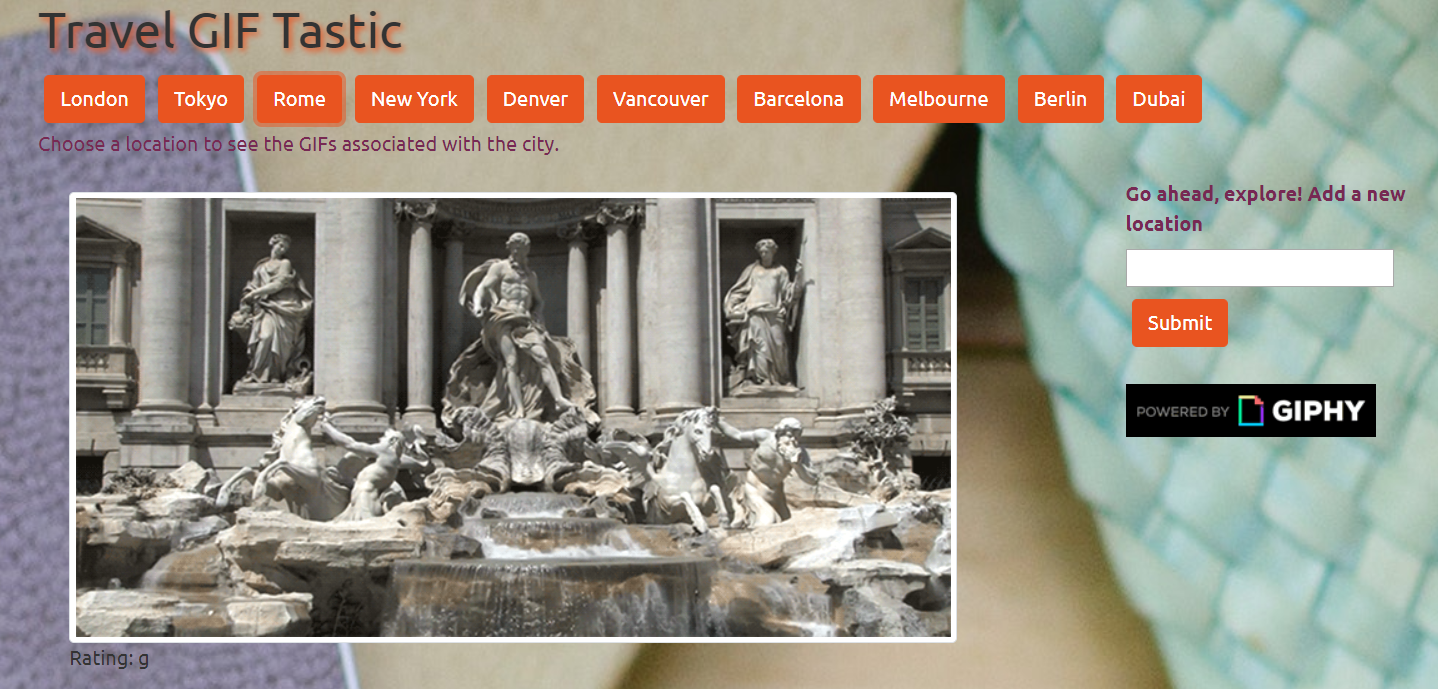 Travel GIF Tastic
London Tokyo Rome New York Denver Vancouver Barcelona Melbourne Berlin Dubai
Choose a location to see the GIFs associated with the city.
Go ahead, explore! Add a new
location
Submit
POWERED BY GIPHY
Rating: g